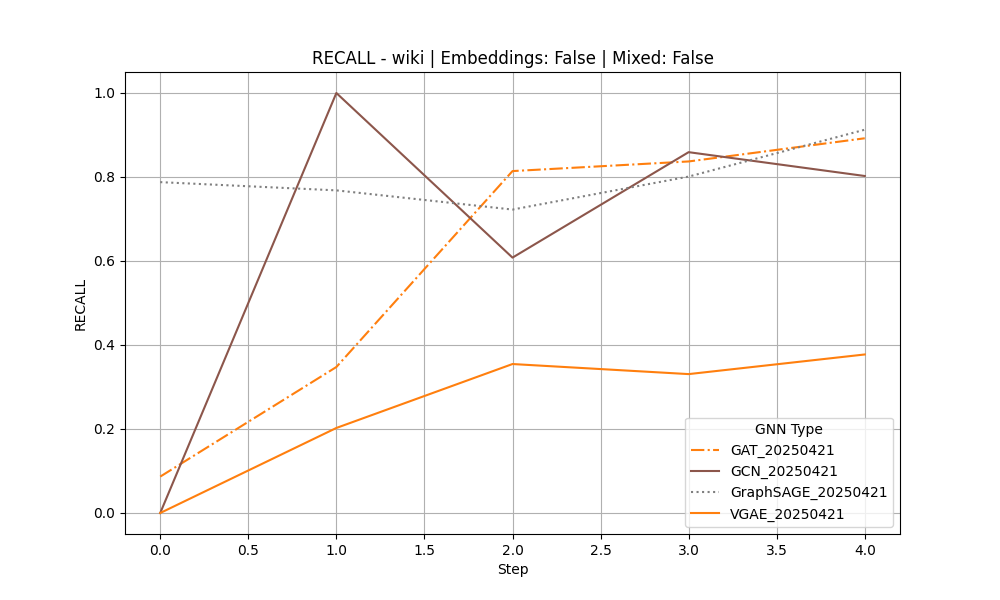 RECALL - wiki | Embeddings: False | Mixed: False
1.0
0.8
0.6
0.4
0.2
0.0
RECALL
0.0 0.5 1.0 1.5 2.0 2.5 3.0 3.5 4.0
Step
GNN Type
GAT_20250421
GCN_20250421
GraphSAGE_20250421
VGAE_20250421